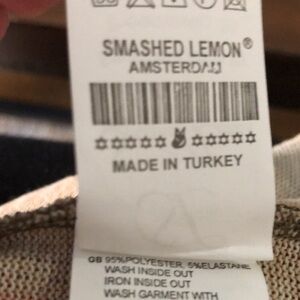 SMASHED LEMON®
AMSTERDAM
MADE IN TURKEY
GB 95%POLYESTER, 5%ELASTANE
WASH INSIDE OUT
IRON INSIDE OUT
WASH GARMENT WITH